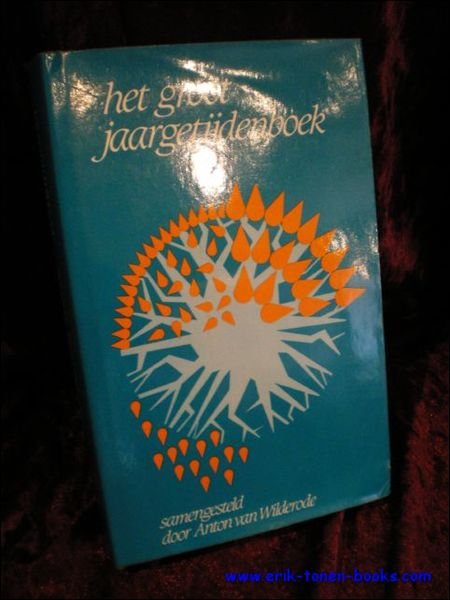 het groot
jaargetijdenboek
samengesteld
door Anton van Wilderode
www.erik-tonen-books.com